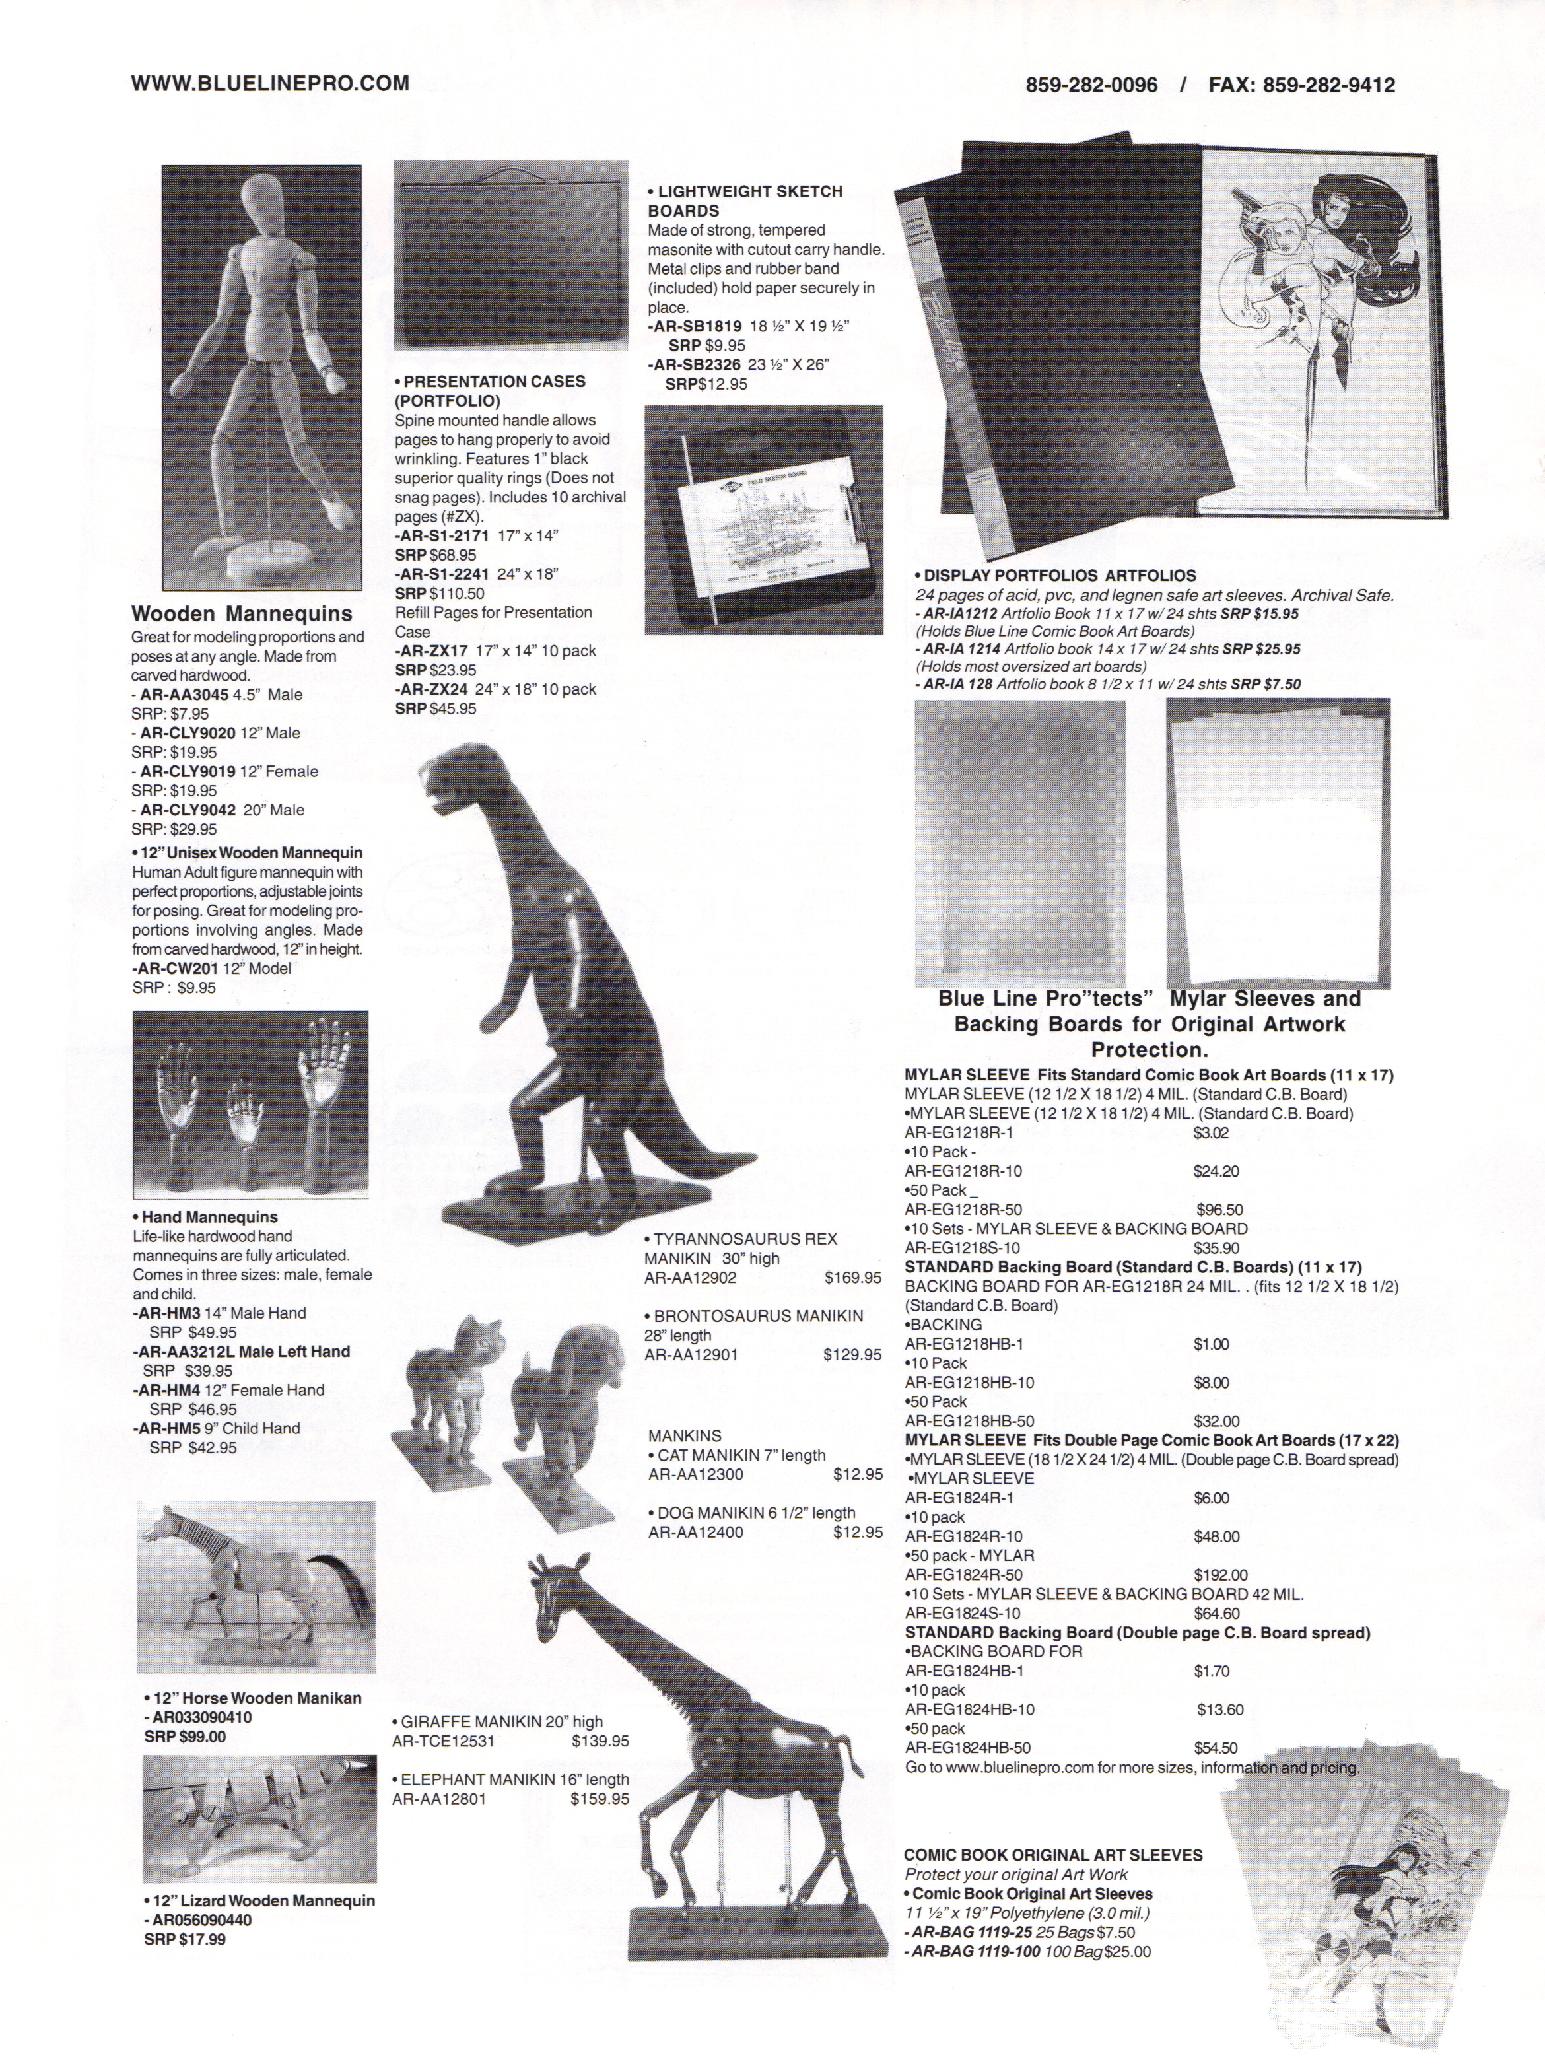 WWW.BLUELINEPRO.COM
859-282-0096 / FAX: 859-282-9412
Wooden Mannequins
Great for modeling proportions and
poses at any angle. Made from
carved hardwood.
- AR-AA3045 4.5" Male
SRP: $7.95
- AR-CLY9020 12" Male
SRP: $19.95
- AR-CLY9019 12" Female
SRP: $19.95
- AR-CLY9042 20" Male
SRP: $29.95
• 12" Unisex Wooden Mannequin
Human Adult figure mannequin with
perfect proportions, adjustable joints
for posing. Great for modeling pro-
portions involving angles. Made
from carved hardwood, 12" in height.
-AR-CW201 12" Model
SRP: $9.95
• Hand Mannequins
Life-like hardwood hand
mannequins are fully articulated.
Comes in three sizes: male, female
and child.
-AR-HM3 14" Male Hand
SRP $49.95
-AR-AA3212L Male Left Hand
SRP $39.95
-AR-HM4 12" Female Hand
SRP $46.95
-AR-HM5 9" Child Hand
SRP $42.95
• 12" Horse Wooden Manikan
- AR033090410
SRP $99.00
• 12" Lizard Wooden Mannequin
- AR056090440
SRP $17.99
• PRESENTATION CASES
(PORTFOLIO)
Spine mounted handle allows
pages to hang properly to avoid
wrinkling. Features 1" black
superior quality rings (Does not
snag pages). Includes 10 archival
pages (#ZX).
-AR-S1-2171 17" x 14"
SRP $68.95
-AR-S1-2241 24" x 18"
SRP $110.50
Refill Pages for Presentation
Case
-AR-ZX17 17" x 14" 10 pack
SRP $23.95
-AR-ZX24 24" x 18" 10 pack
SRP $45.95
• GIRAFFE MANIKIN 20" high
AR-TCE12531 $139.95
• ELEPHANT MANIKIN 16" length
AR-AA12801 $159.95
• LIGHTWEIGHT SKETCH
BOARDS
Made of strong, tempered
masonite with cutout carry handle.
Metal clips and rubber band
(included) hold paper securely in
place.
-AR-SB1819 18 ½" X 19 ½"
SRP $9.95
-AR-SB2326 23 ½" X 26"
SRP$12.95
FIELD SKETCH BOARD
• TYRANNOSAURUS REX
MANIKIN 30" high
AR-AA12902 $169.95
• BRONTOSAURUS MANIKIN
28" length
AR-AA12901 $129.95
MANKINS
• CAT MANIKIN 7" length
AR-AA12300 $12.95
• DOG MANIKIN 6 1/2" length
AR-AA12400 $12.95
• DISPLAY PORTFOLIOS ARTFOLIOS
24 pages of acid, pvc, and legnen safe art sleeves. Archival Safe.
- AR-IA1212 Artfolio Book 11 x 17 w/ 24 shts SRP $15.95
(Holds Blue Line Comic Book Art Boards)
- AR-IA 1214 Artfolio book 14 x 17 w/ 24 shts SRP $25.95
(Holds most oversized art boards)
- AR-IA 128 Artfolio book 8 1/2 x 11 w/ 24 shts SRP $7.50
Blue Line Pro"tects" Mylar Sleeves and
Backing Boards for Original Artwork
Protection.
MYLAR SLEEVE Fits Standard Comic Book Art Boards (11 x 17)
MYLAR SLEEVE (12 1/2 X 18 1/2) 4 MIL. (Standard C.B. Board)
•MYLAR SLEEVE (12 1/2 X 18 1/2) 4 MIL. (Standard C.B. Board)
AR-EG1218R-1 $3.02
•10 Pack -
AR-EG1218R-10 $24.20
•50 Pack _
AR-EG1218R-50 $96.50
•10 Sets - MYLAR SLEEVE & BACKING BOARD
AR-EG1218S-10 $35.90
STANDARD Backing Board (Standard C.B. Boards) (11 x 17)
BACKING BOARD FOR AR-EG1218R 24 MIL. . (fits 12 1/2 X 18 1/2)
(Standard C.B. Board)
•BACKING
AR-EG1218HB-1 $1.00
•10 Pack
AR-EG1218HB-10 $8.00
•50 Pack
AR-EG1218HB-50 $32.00
MYLAR SLEEVE Fits Double Page Comic Book Art Boards (17 x 22)
•MYLAR SLEEVE (18 1/2 X 24 1/2) 4 MIL. (Double page C.B. Board spread)
•MYLAR SLEEVE
AR-EG1824R-1 $6.00
•10 pack
AR-EG1824R-10 $48.00
•50 pack - MYLAR
AR-EG1824R-50 $192.00
•10 Sets - MYLAR SLEEVE & BACKING BOARD 42 MIL.
AR-EG1824S-10 $64.60
STANDARD Backing Board (Double page C.B. Board spread)
•BACKING BOARD FOR
AR-EG1824HB-1 $1.70
•10 pack
AR-EG1824HB-10 $13.60
•50 pack
AR-EG1824HB-50 $54.50
Go to www.bluelinepro.com for more sizes, information and pricing.
COMIC BOOK ORIGINAL ART SLEEVES
Protect your original Art Work
• Comic Book Original Art Sleeves
11 ½" x 19" Polyethylene (3.0 mil.)
- AR-BAG 1119-25 25 Bags $7.50
- AR-BAG 1119-100 100 Bag $25.00